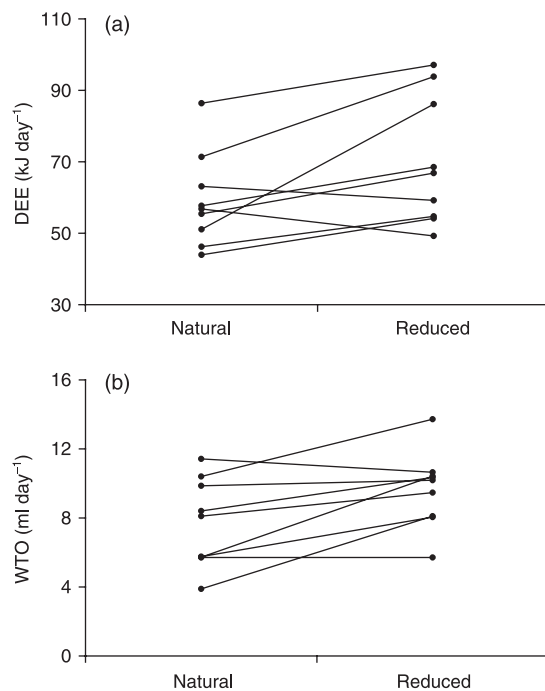 (a)
110
90
70
50
30
DEE (kJ day⁻¹)
Natural Reduced
(b)
16
12
8
4
0
WTO (ml day⁻¹)
Natural Reduced